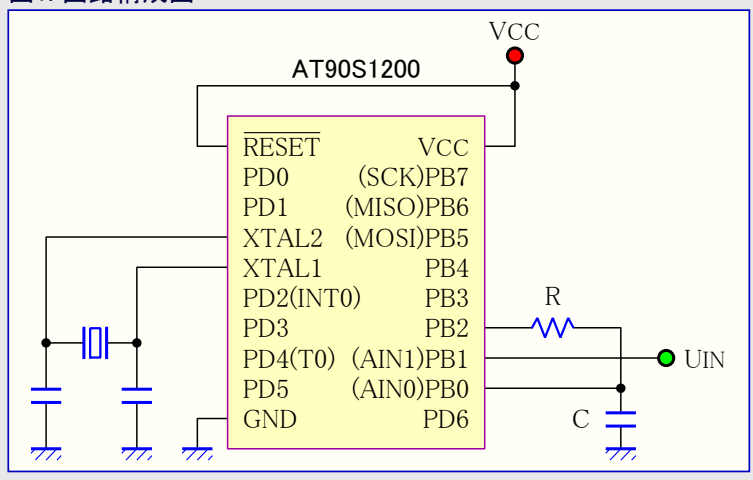 VCC
AT90S1200
RESET VCC
PD0 (SCK)PB7
PD1 (MISO)PB6
XTAL2 (MOSI)PB5
XTAL1 PB4
PD2(INT0) PB3
R
PD3 PB2
PD4(T0) (AIN1)PB1
UIN
PD5 (AIN0)PB0
GND PD6
C